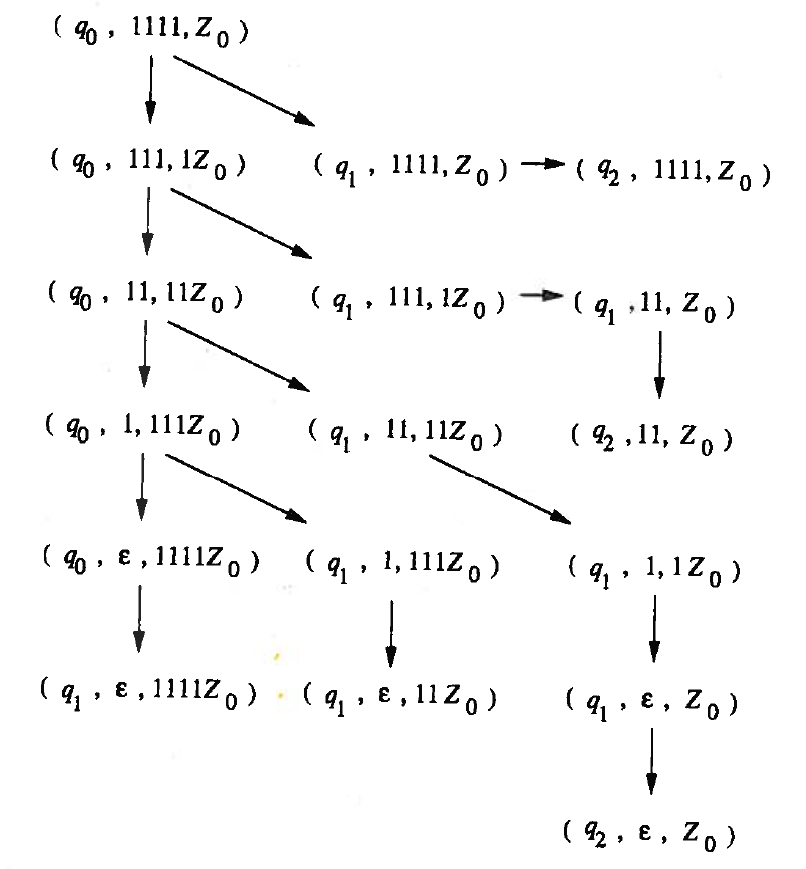 ( q₀ , 1111, Z₀ )
( q₀ , 111, 1Z₀ ) ( q₁ , 1111, Z₀ ) ( q₂ , 1111, Z₀ )
( q₀ , 11, 11Z₀ ) ( q₁ , 111, 1Z₀ ) ( q₁ , 11, Z₀ )
( q₀ , 1, 111Z₀ ) ( q₁ , 11, 11Z₀ ) ( q₂ , 11, Z₀ )
( q₀ , ε , 1111Z₀ ) ( q₁ , 1, 111Z₀ ) ( q₁ , 1, 1Z₀ )
( q₁ , ε , 1111Z₀ ) ( q₁ , ε , 11Z₀ ) ( q₁ , ε , Z₀ )
( q₂ , ε , Z₀ )